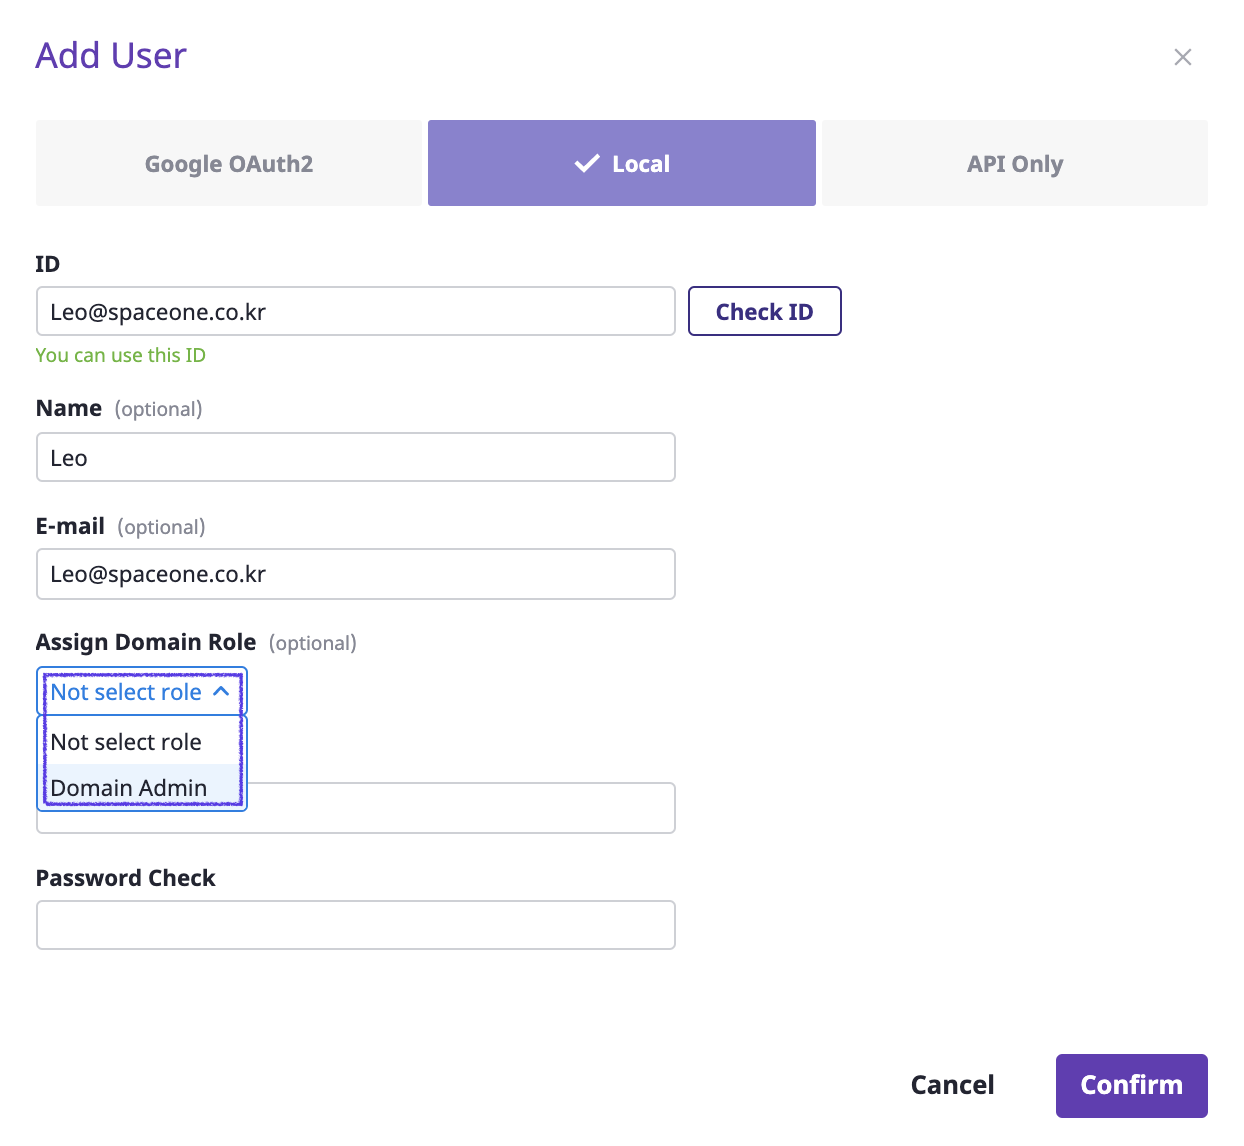 Add User
Google OAuth2
Local
API Only
ID
Leo@spaceone.co.kr
Check ID
You can use this ID
Name (optional)
Leo
E-mail (optional)
Leo@spaceone.co.kr
Assign Domain Role (optional)
Not select role
Not select role
Domain Admin
Password Check
Cancel
Confirm